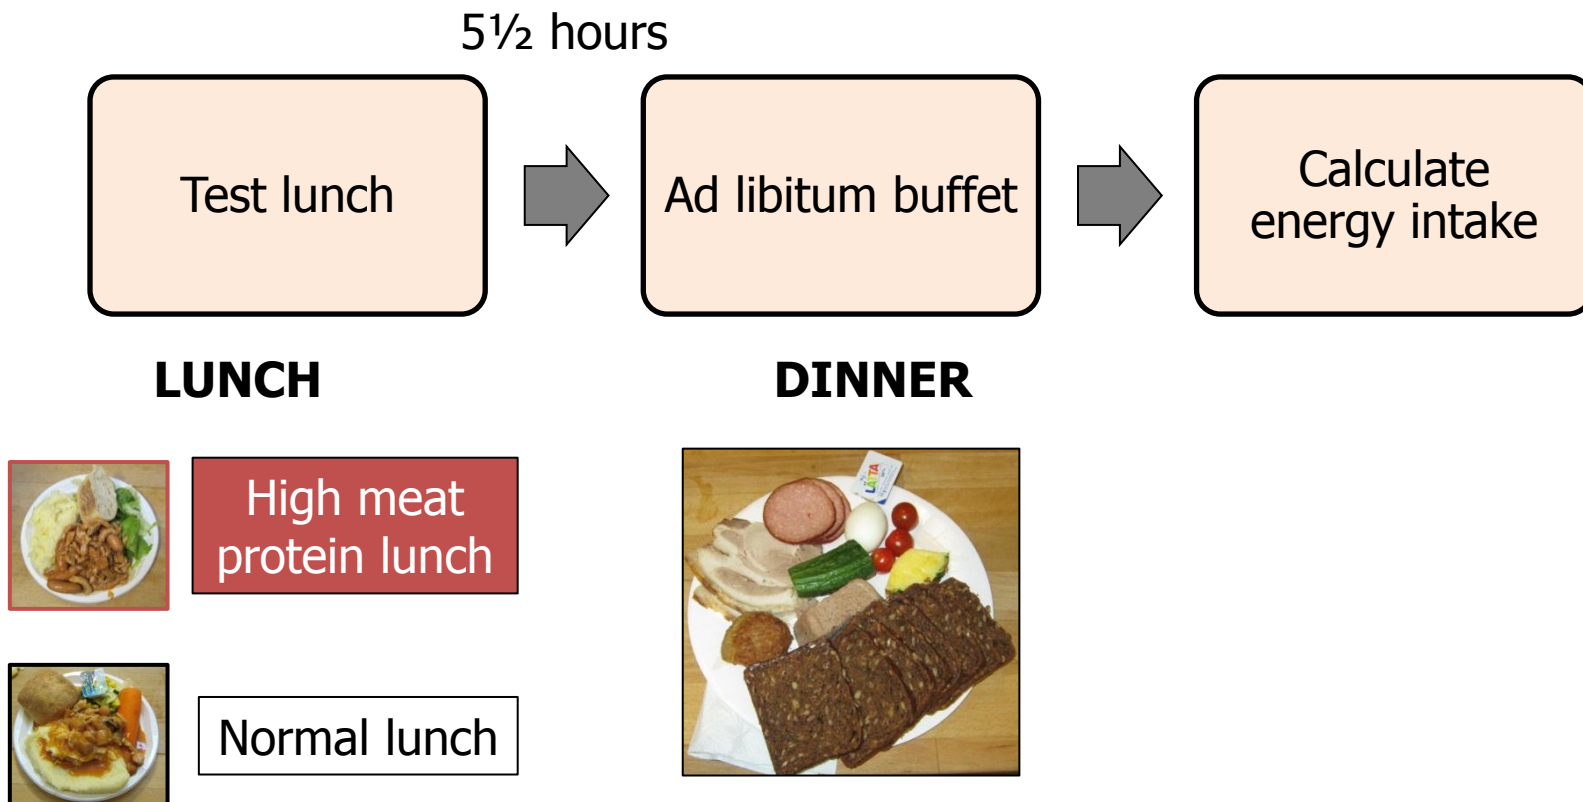 5½ hours
Test lunch
Ad libitum buffet
Calculate
energy intake
LUNCH
DINNER
High meat
protein lunch
LÄTTA
Normal lunch